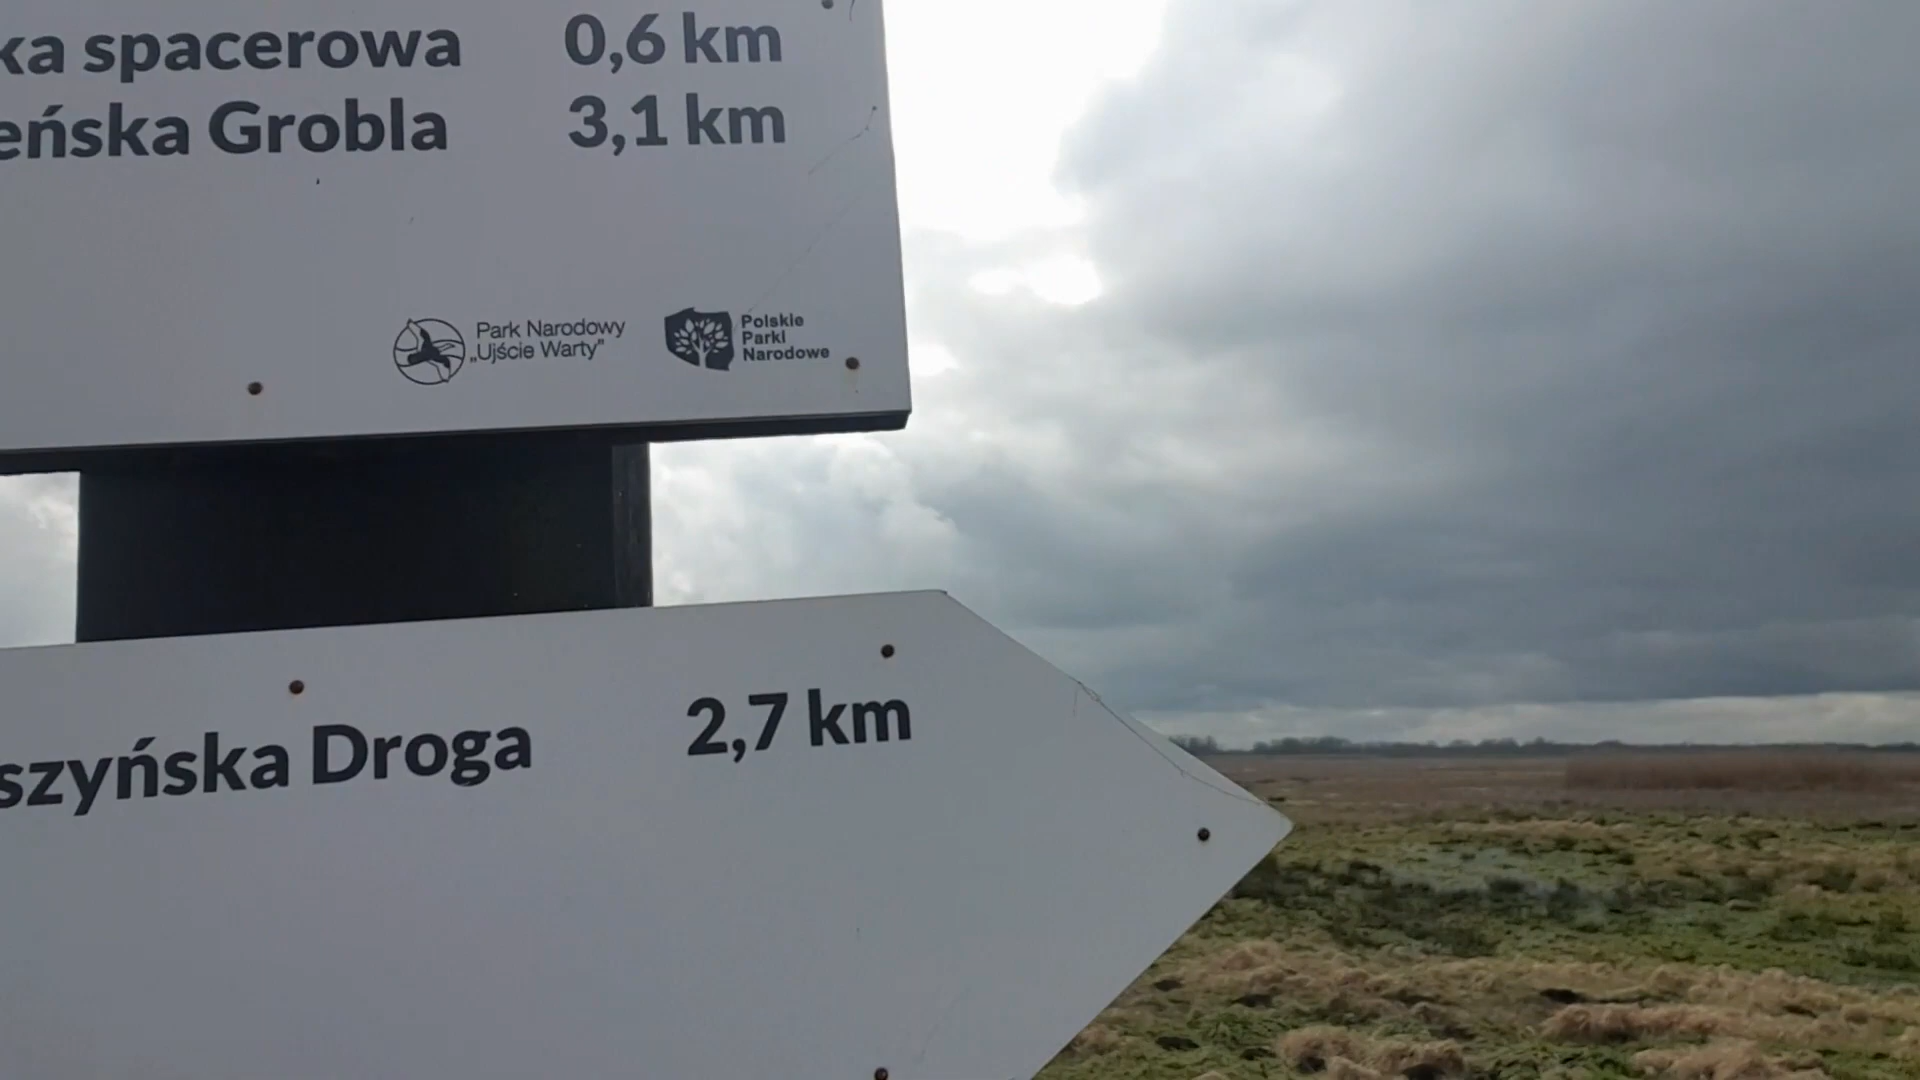 ka spacerowa 0,6 km
eńska Grobla 3,1 km
Park Narodowy
„Ujście Warty”
Polskie
Parki
Narodowe
szyńska Droga 2,7 km